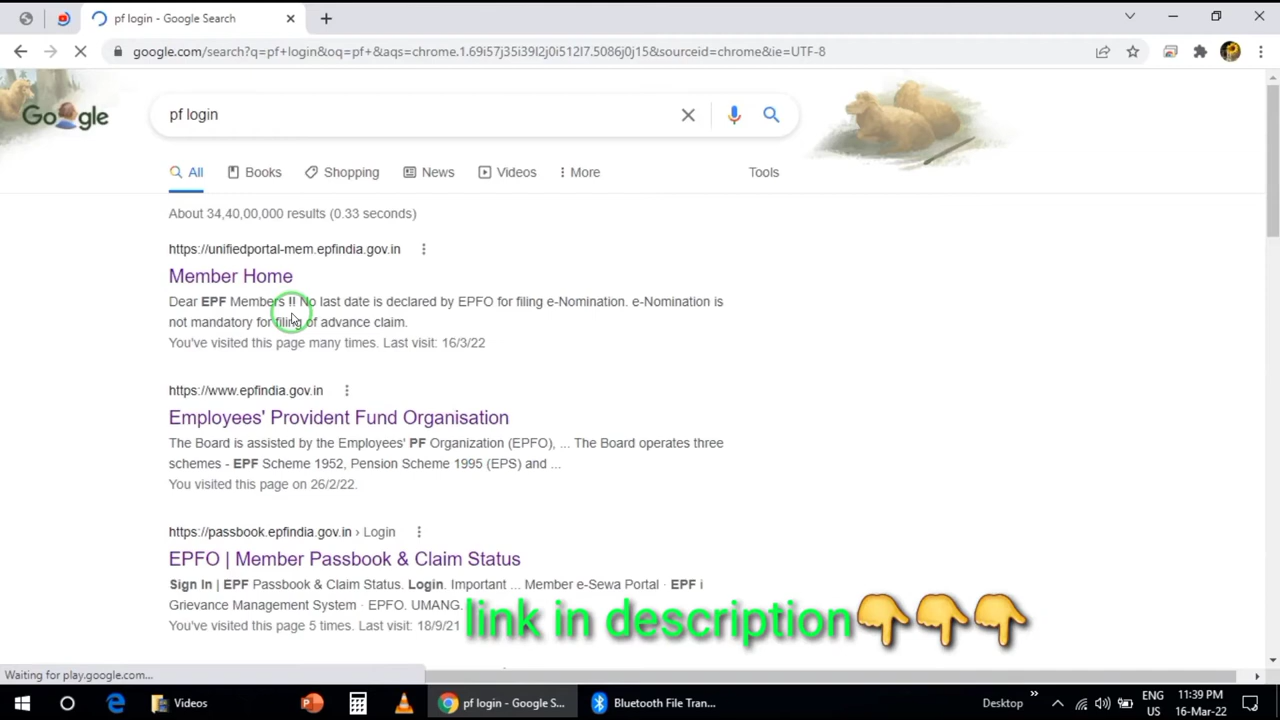 pf login - Google Search
google.com/search?q=pf+login&oq=pf+&aqs=chrome.1.69i57j35i39l2j0i512l7.5086j0j15&sourceid=chrome&ie=UTF-8
Google
pf login
All
Books
Shopping
News
Videos
More
Tools
About 34,40,00,000 results (0.33 seconds)
https://unifiedportal-mem.epfindia.gov.in
Member Home
Dear EPF Members !! No last date is declared by EPFO for filing e-Nomination. e-Nomination is
not mandatory for filing of advance claim.
You've visited this page many times. Last visit: 16/3/22
https://www.epfindia.gov.in
Employees' Provident Fund Organisation
The Board is assisted by the Employees' PF Organization (EPFO), ... The Board operates three
schemes - EPF Scheme 1952, Pension Scheme 1995 (EPS) and ...
You visited this page on 26/2/22.
https://passbook.epfindia.gov.in › Login
EPFO | Member Passbook & Claim Status
Sign In | EPF Passbook & Claim Status. Login. Important ... Member e-Sewa Portal · EPF i
Grievance Management System · EPFO. UMANG.
You've visited this page 5 times. Last visit: 18/9/21
link in description👇👇👇
Waiting for play.google.com...
Videos
pf login - Google S...
Bluetooth File Tran...
Desktop
ENG
US
11:39 PM
16-Mar-22